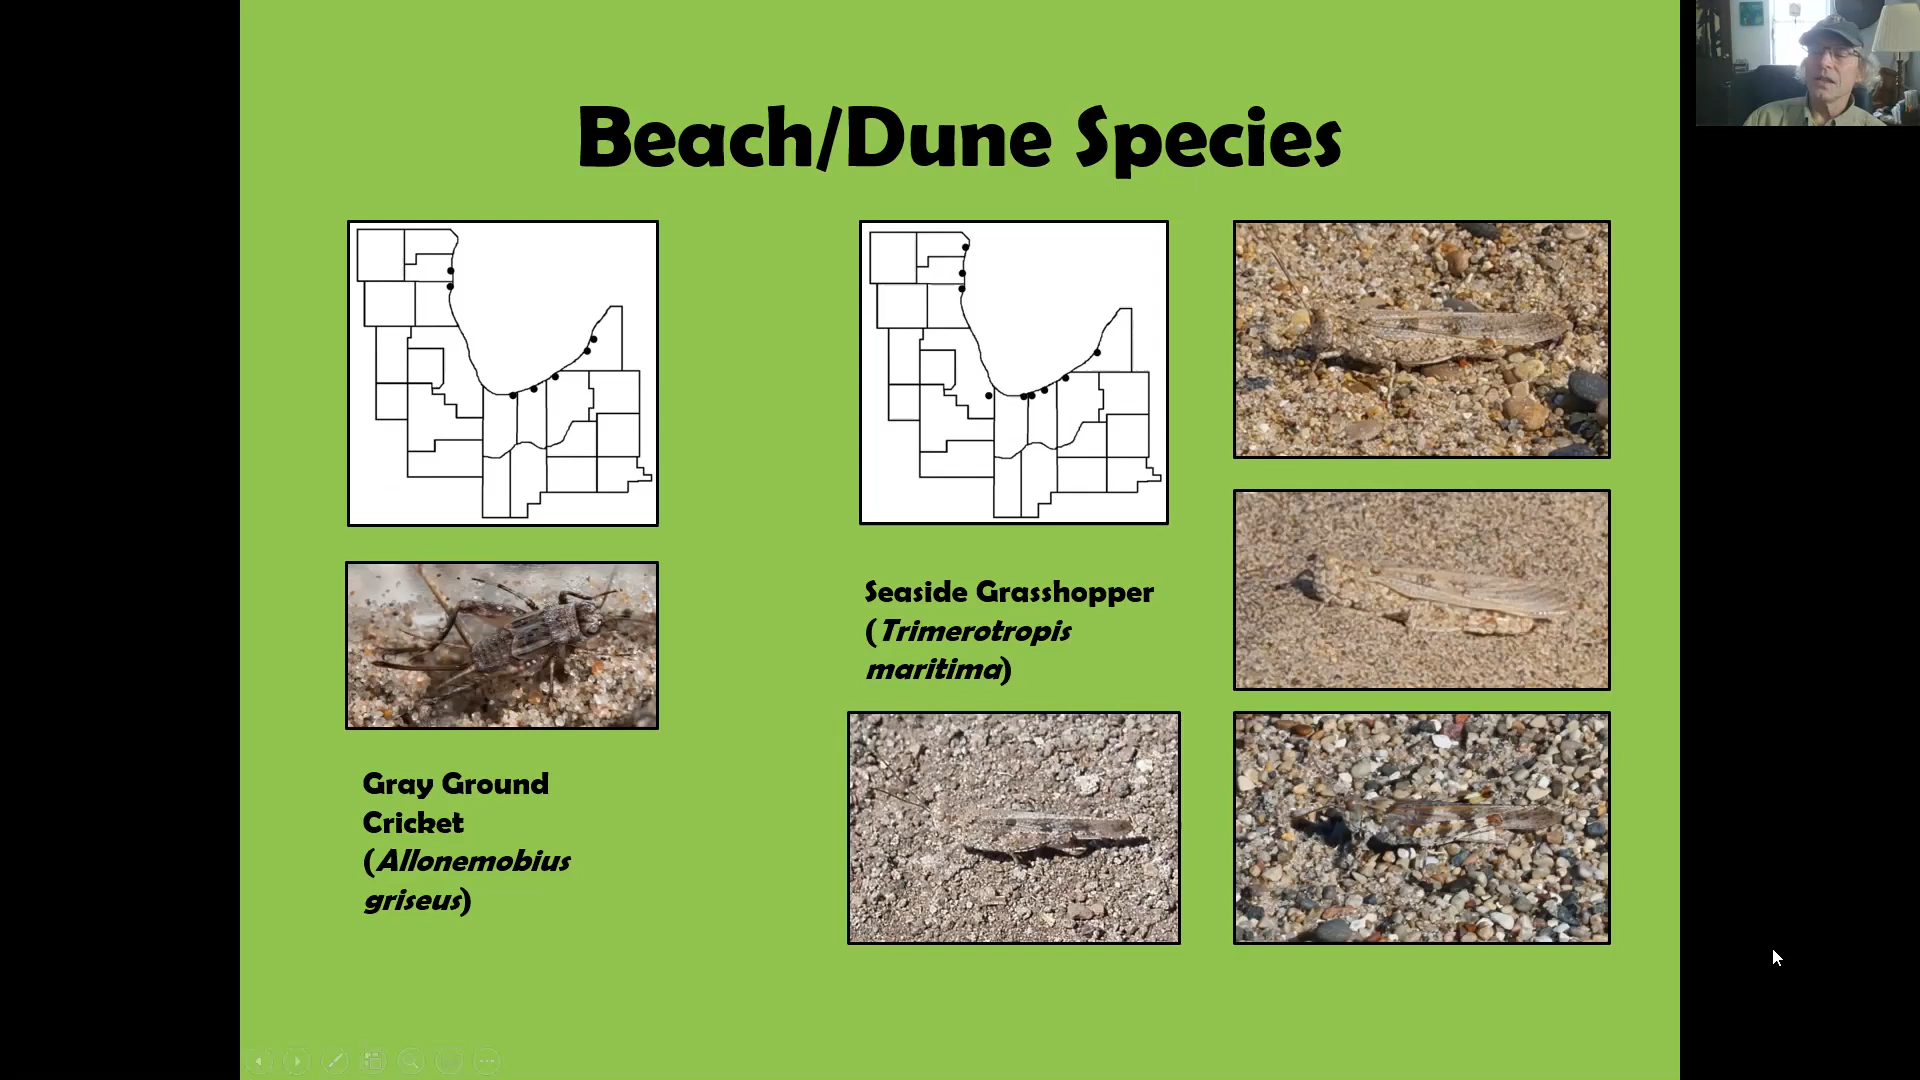 Beach/Dune Species
Gray Ground
Cricket
(Allonemobius
griseus)
Seaside Grasshopper
(Trimerotropis
maritima)